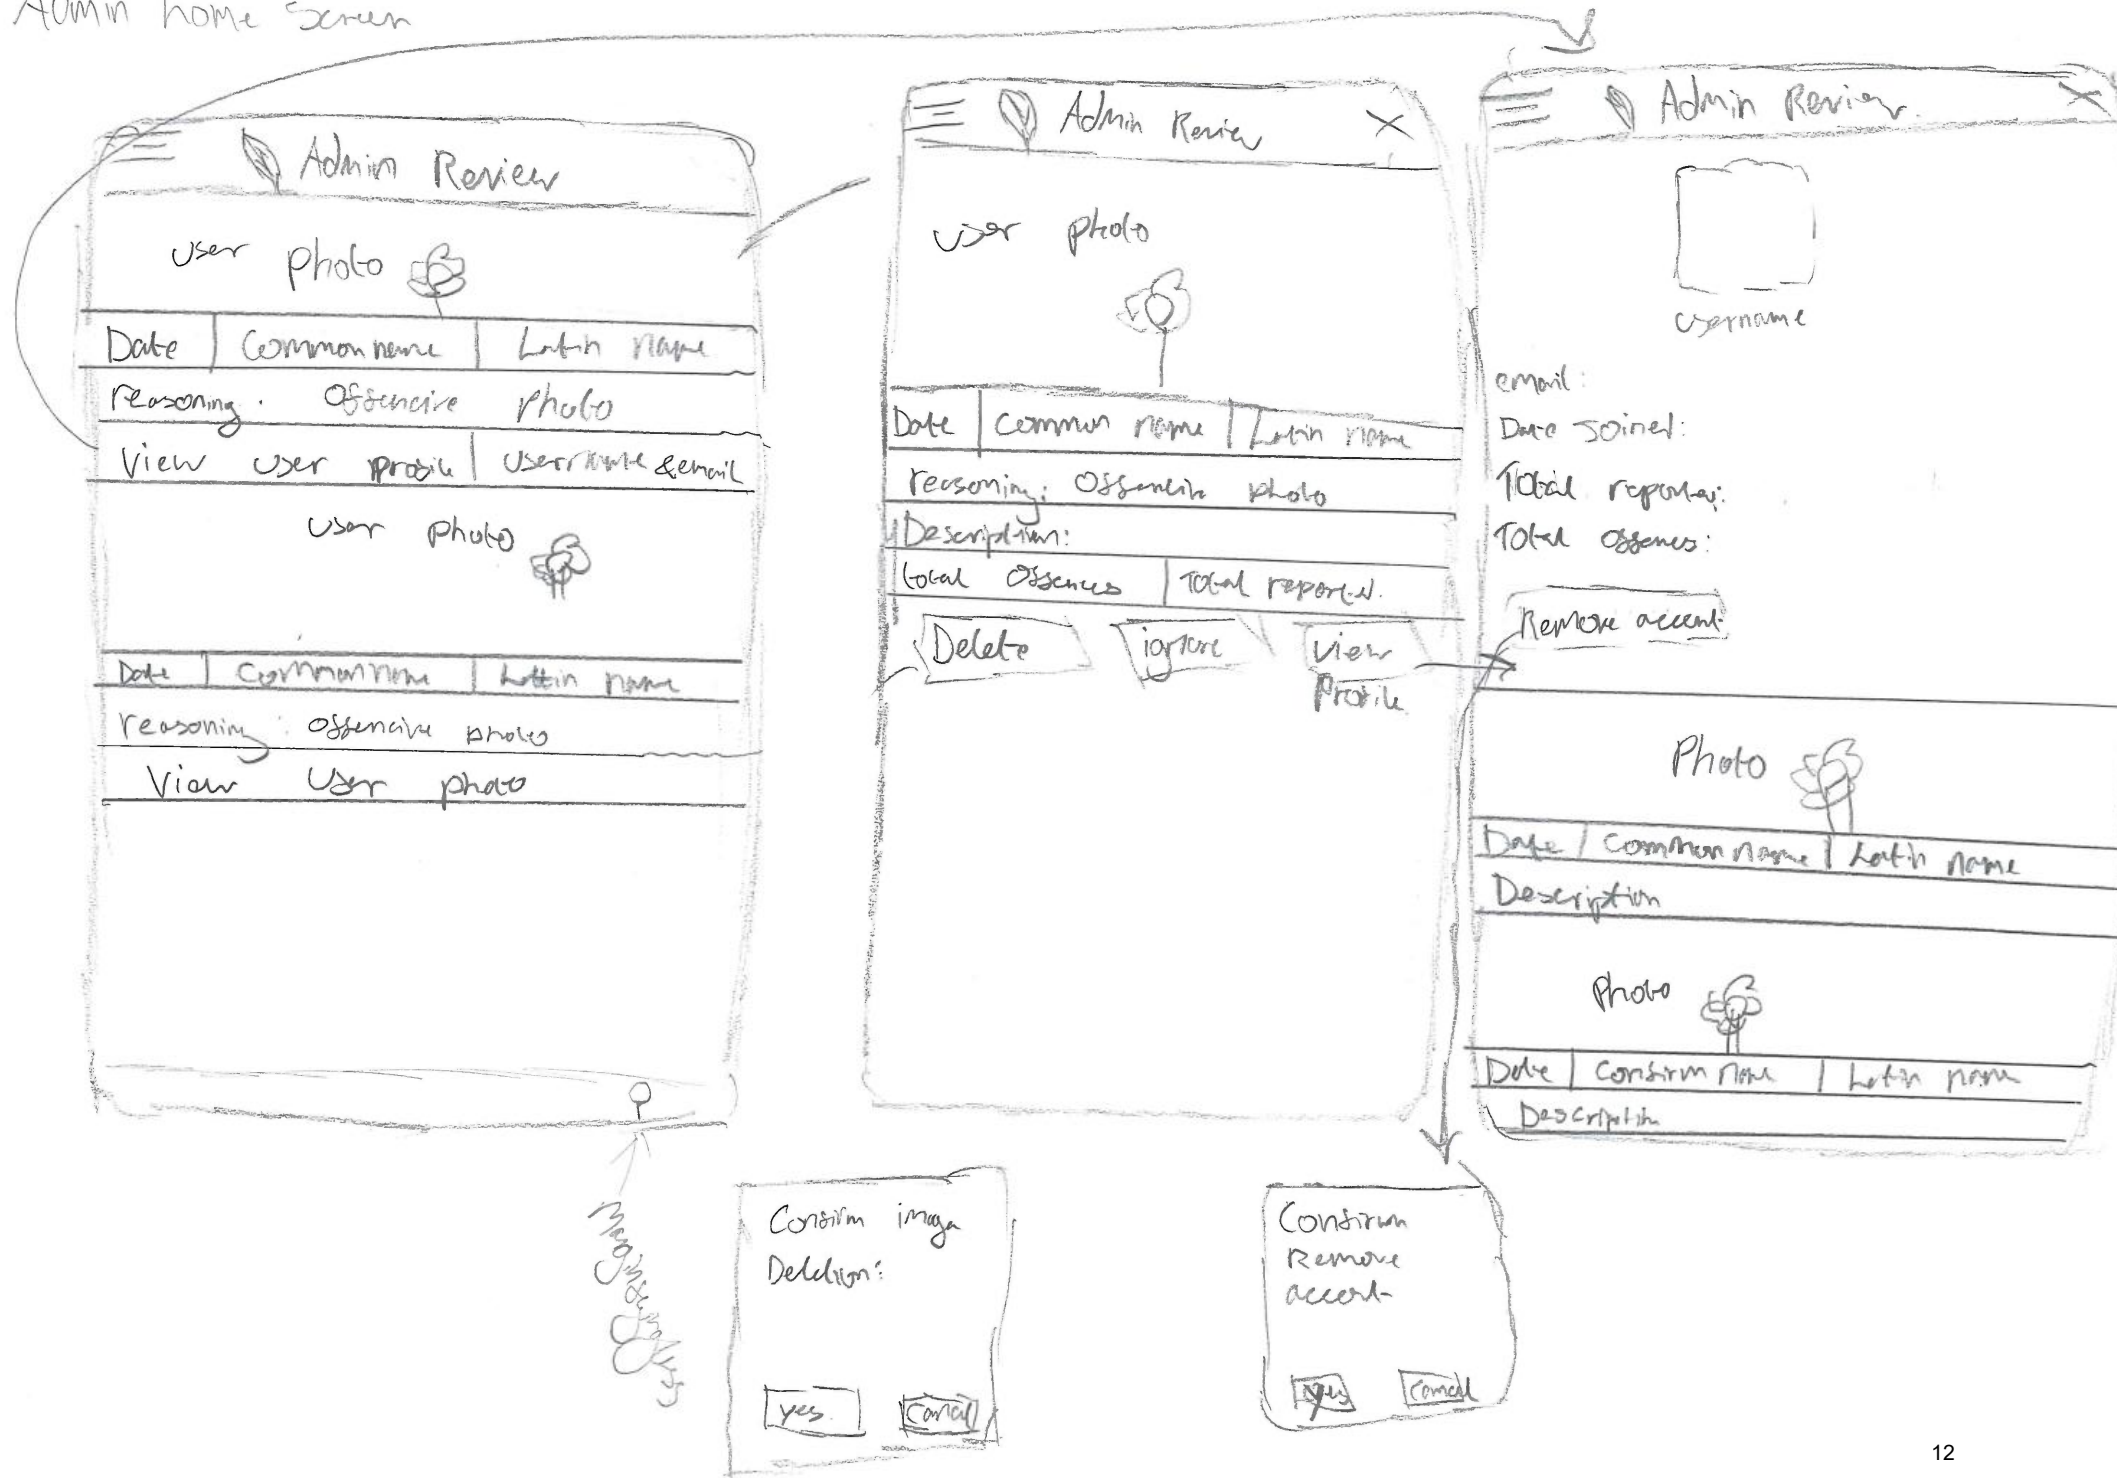 Admin home Screen
Admin Review
user photo
Date | Common name | Latin name
reasoning: Offencive photo
View user profile | Username & email
User photo
Date | Common name | Lattin name
reasoning: offencive photo
View User photo
Admin Review X
user photo
Date | Common name | Latin name
reasoning: Offencive photo
Description:
total Offences | Total reported.
Delete ignore view
profile
Admin Review X
username
email:
Date Joined:
Total reported:
Total offences:
Remove account
Photo
Date | Common name | Latin name
Description
Photo
Date | Confirm name | Latin name
Description
Confirm image
Deletion:
yes cancel
Confirm
Remove
account
yes cancel
12